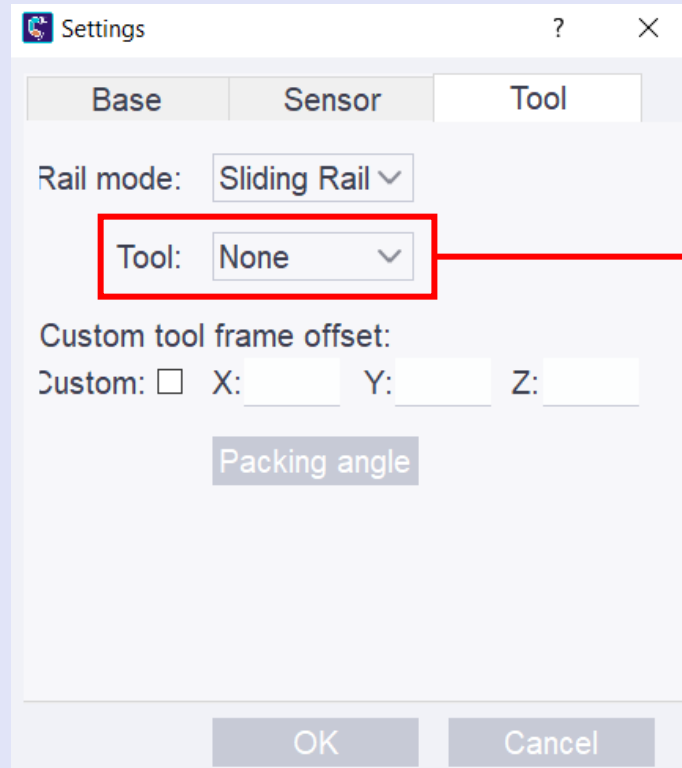 Settings ?
Base Sensor Tool
Rail mode: Sliding Rail
Tool: None
Custom tool frame offset:
Custom: X: Y: Z:
Packing angle
OK Cancel